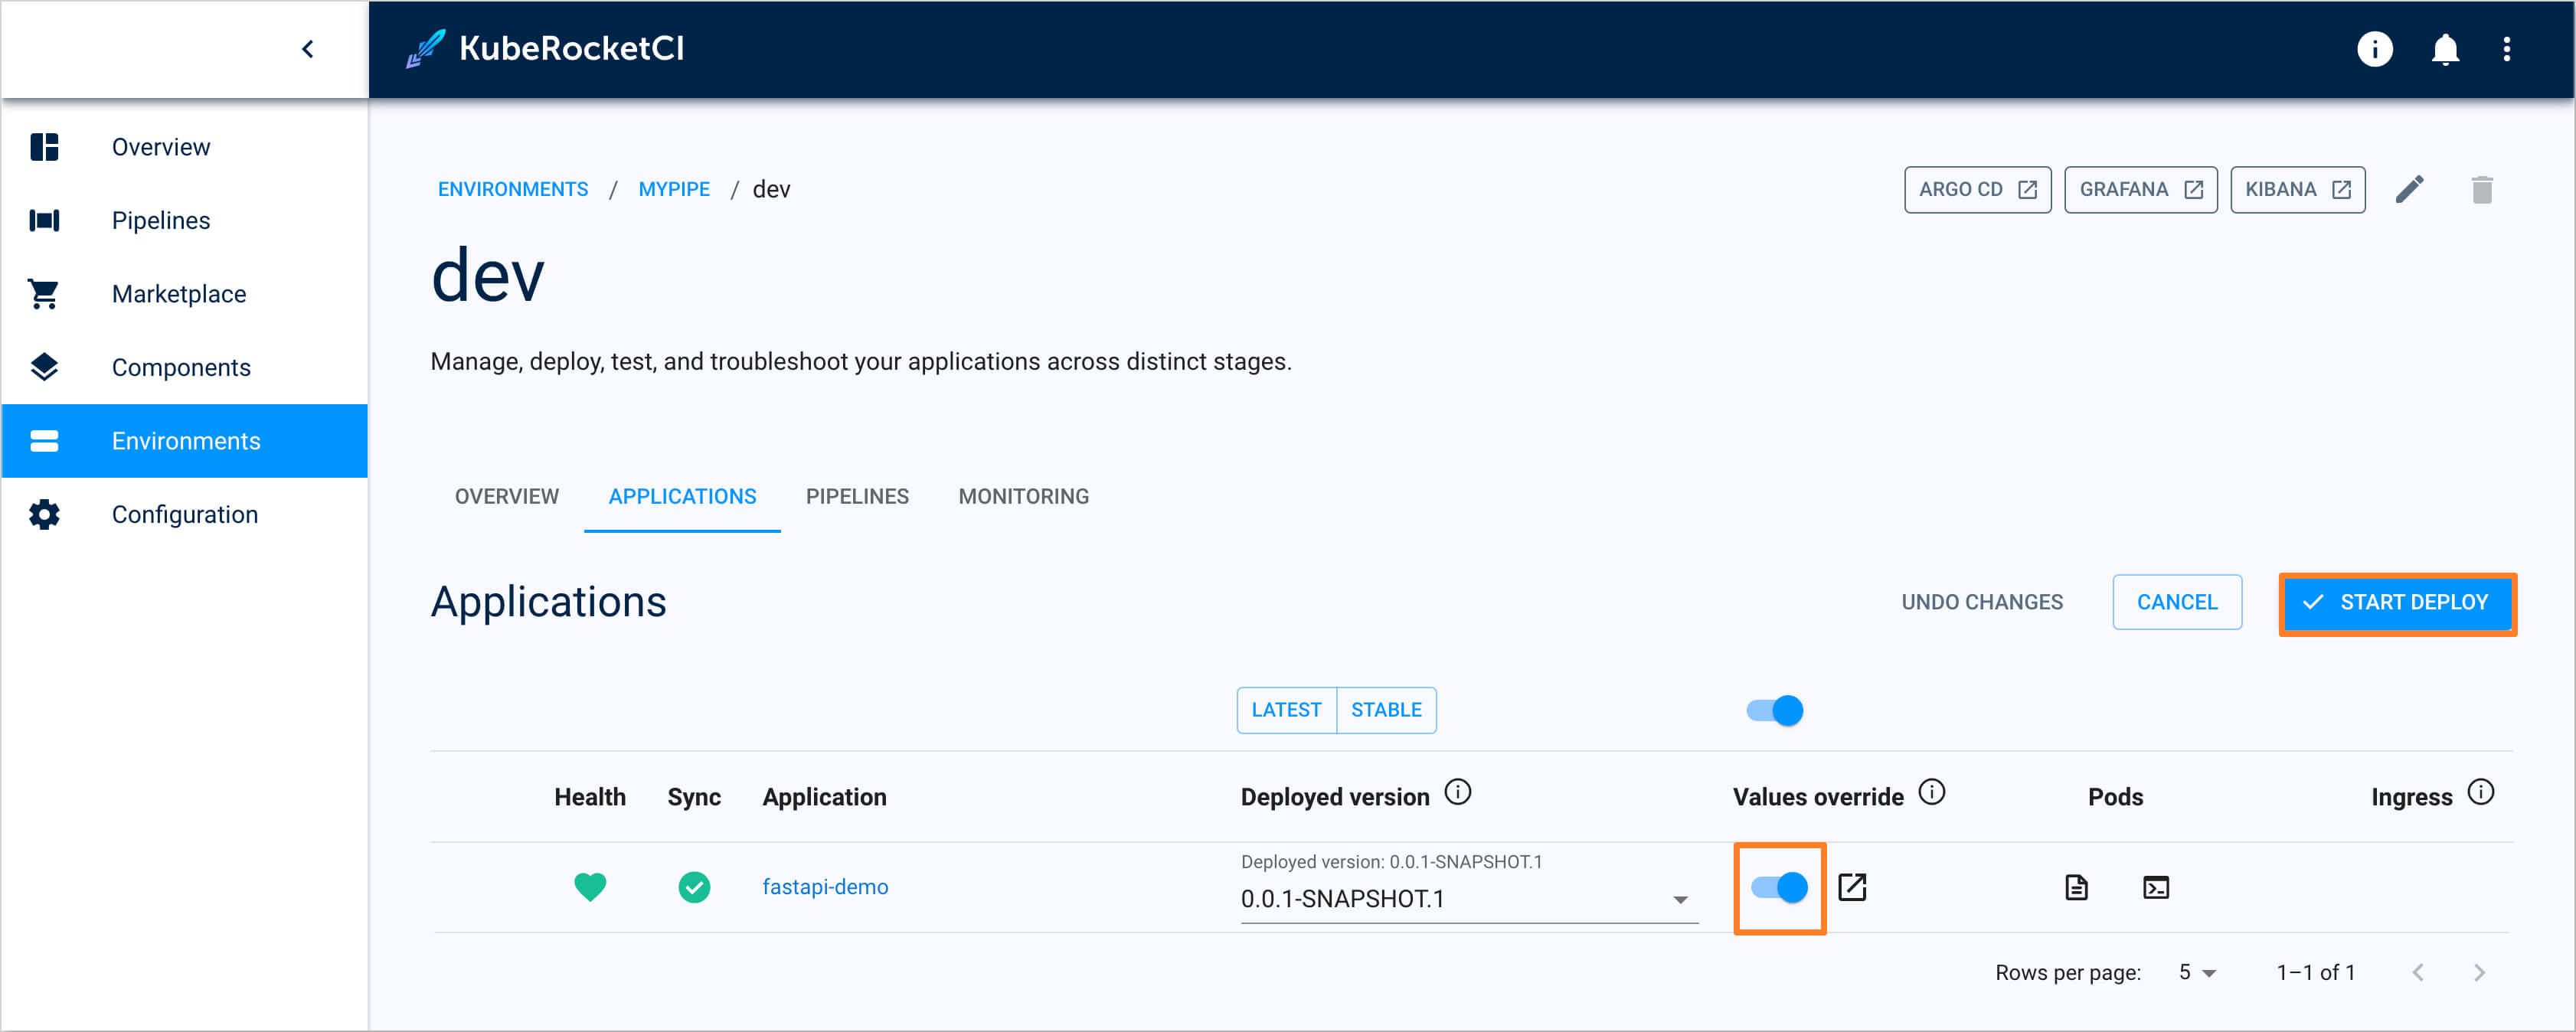 KubeRocketCI
Overview
Pipelines
Marketplace
Components
Environments
Configuration
ENVIRONMENTS / MYPIPE / dev
ARGO CD GRAFANA KIBANA
dev
Manage, deploy, test, and troubleshoot your applications across distinct stages.
OVERVIEW APPLICATIONS PIPELINES MONITORING
Applications
UNDO CHANGES CANCEL START DEPLOY
LATEST STABLE
Health Sync Application Deployed version Values override Pods Ingress
Deployed version: 0.0.1-SNAPSHOT.1
fastapi-demo 0.0.1-SNAPSHOT.1
Rows per page: 5 1–1 of 1